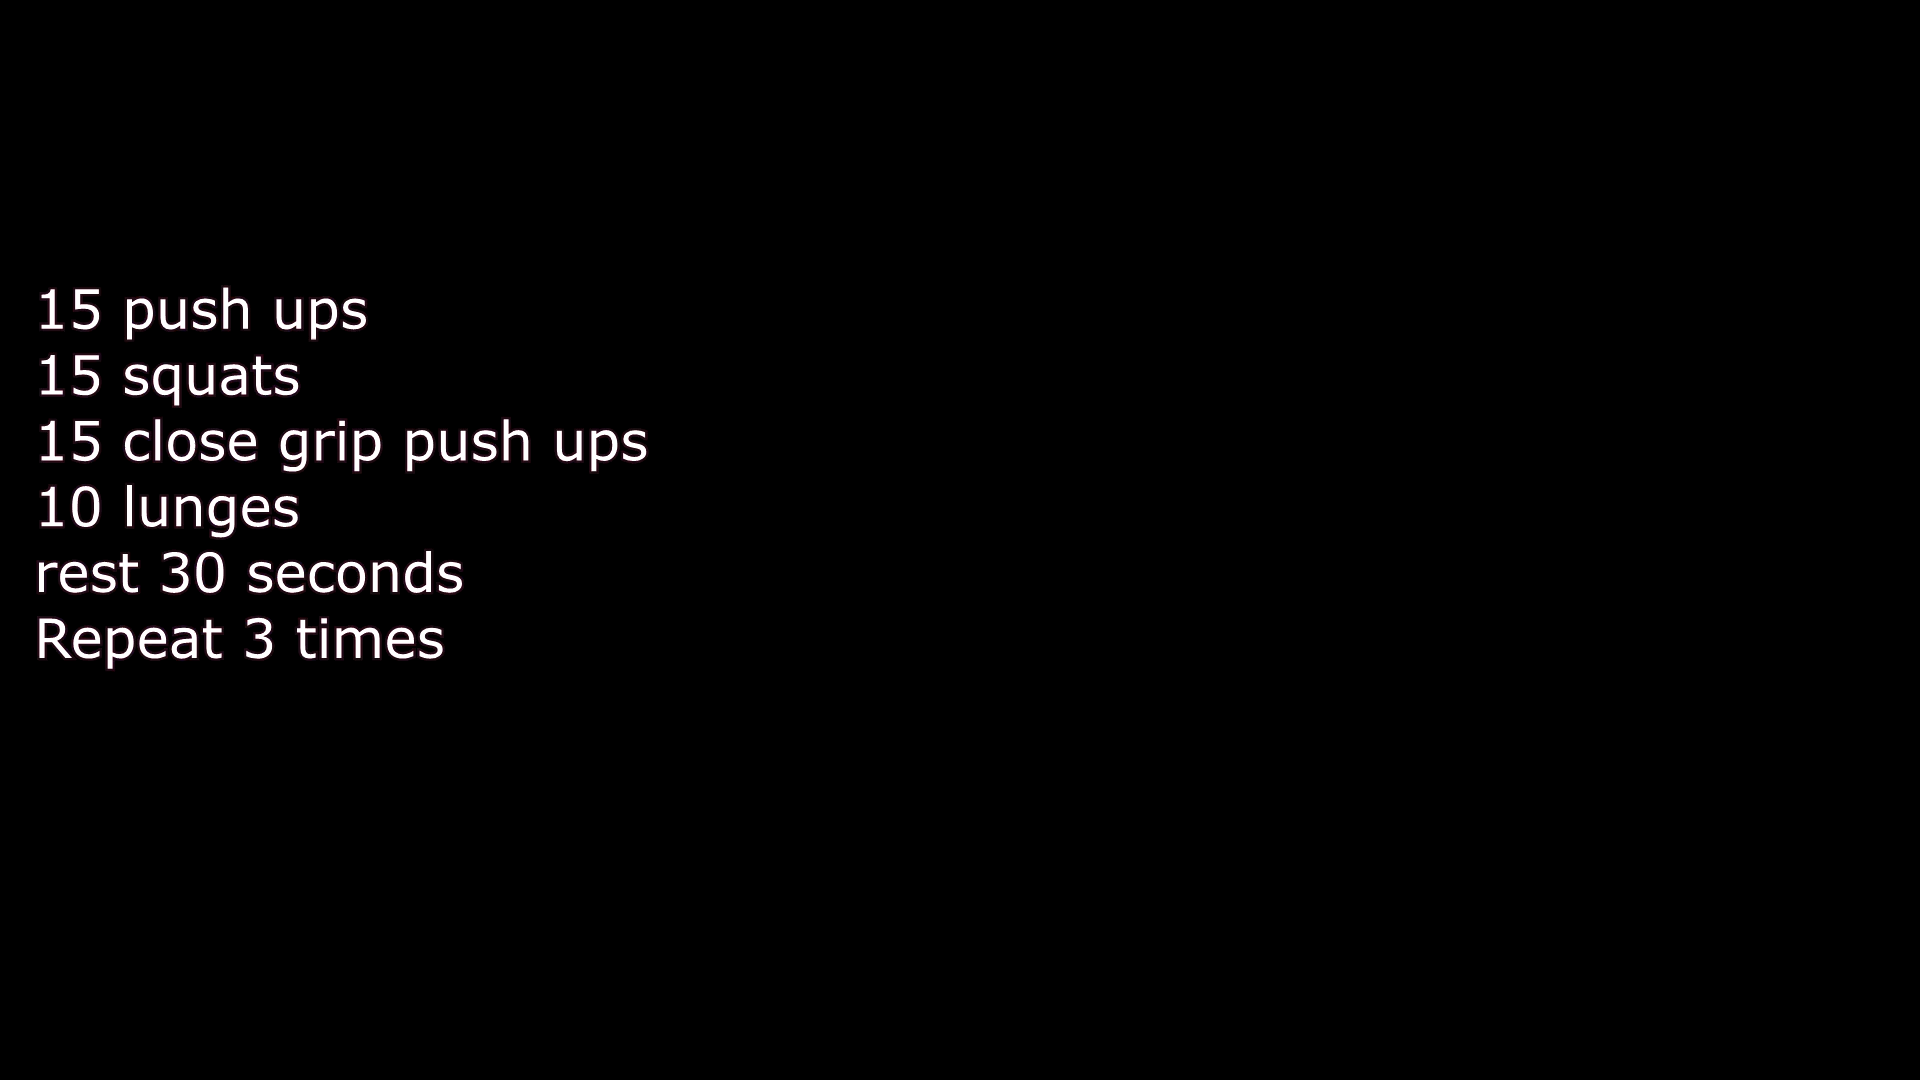 15 push ups
15 squats
15 close grip push ups
10 lunges
rest 30 seconds
Repeat 3 times